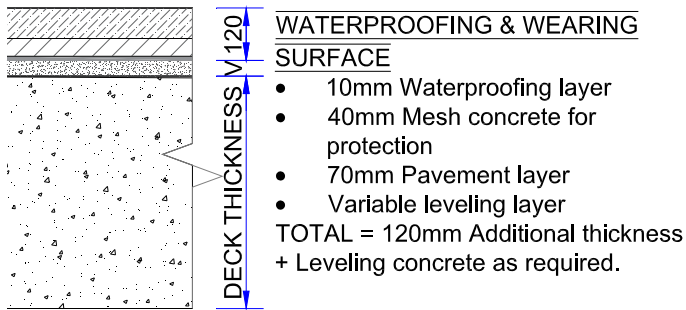 120
V
DECK THICKNESS
WATERPROOFING & WEARING
SURFACE
• 10mm Waterproofing layer
• 40mm Mesh concrete for
protection
• 70mm Pavement layer
• Variable leveling layer
TOTAL = 120mm Additional thickness
+ Leveling concrete as required.